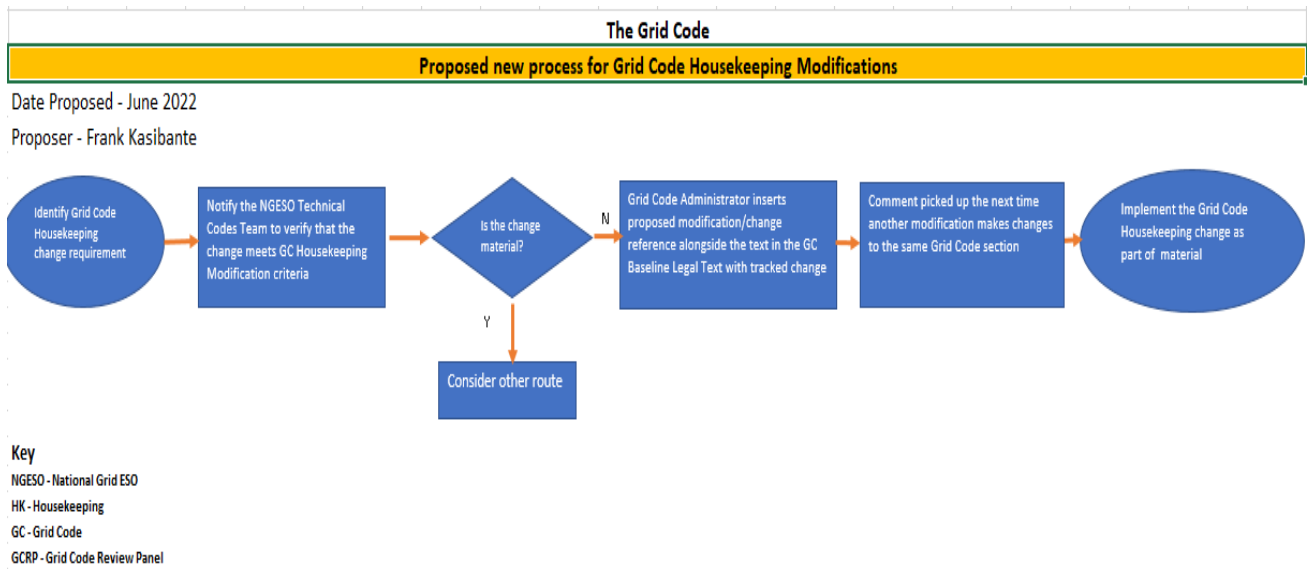 The Grid Code
Proposed new process for Grid Code Housekeeping Modifications
Date Proposed - June 2022
Proposer - Frank Kasibante
Identify Grid Code
Housekeeping
change requirement
Notify the NGESO Technical
Codes Team to verify that the
change meets GC Housekeeping
Modification criteria
Is the change
material?
N
Y
Grid Code Administrator inserts
proposed modification/change
reference alongside the text in the GC
Baseline Legal Text with tracked change
Comment picked up the next time
another modification makes changes
to the same Grid Code section
Implement the Grid Code
Housekeeping change as
part of material
Consider other route
Key
NGESO - National Grid ESO
HK - Housekeeping
GC - Grid Code
GCRP - Grid Code Review Panel